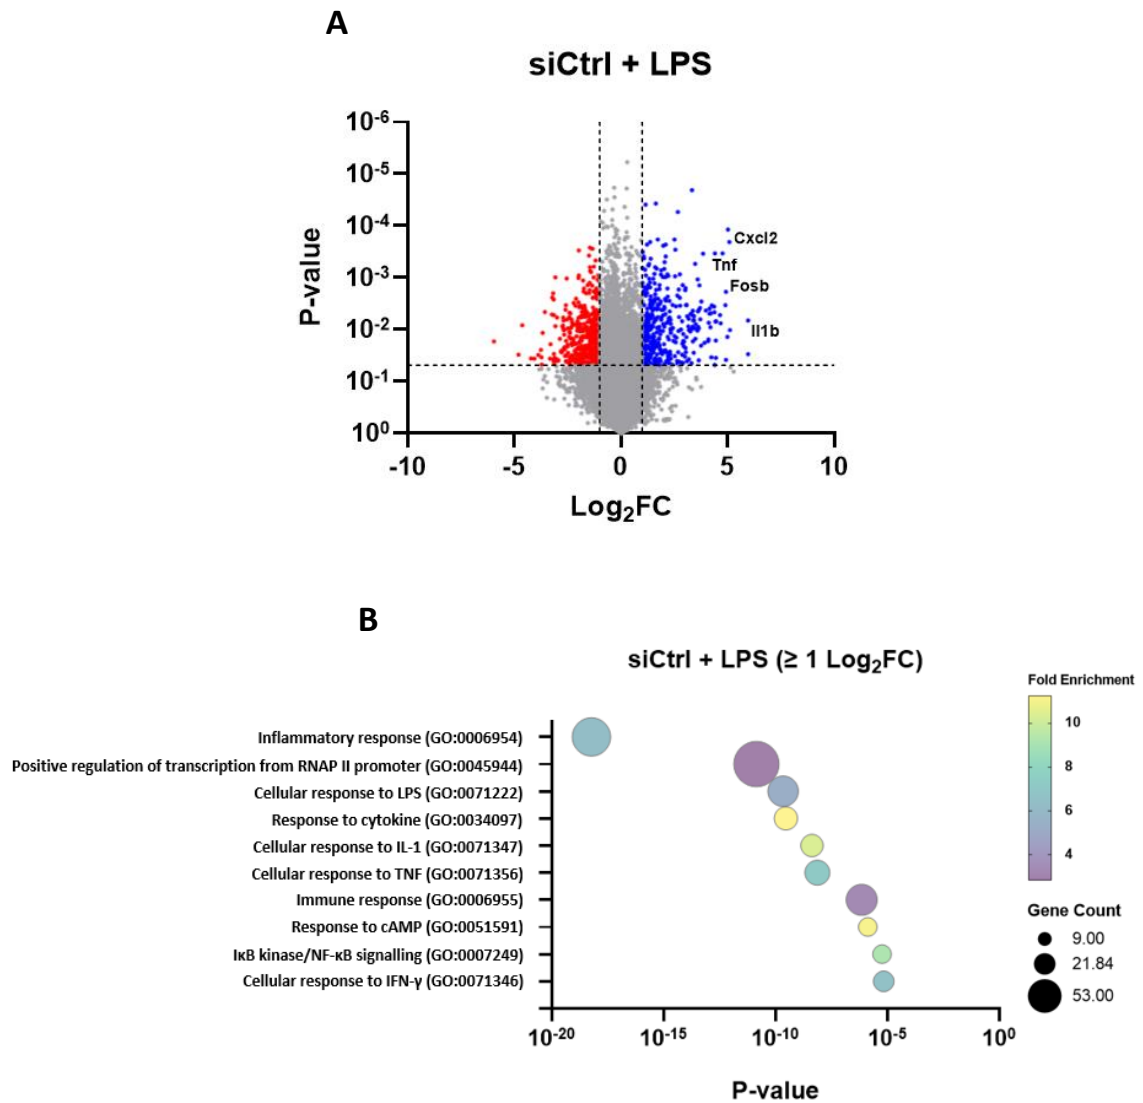 A
siCtrl + LPS
P-value
10-6
10-5
10-4
10-3
10-2
10-1
100
Cxcl2
Tnf
Fosb
Il1b
-10 -5 0 5 10
Log2FC
B
siCtrl + LPS (≥ 1 Log2FC)
Inflammatory response (GO:0006954)
Positive regulation of transcription from RNAP II promoter (GO:0045944)
Cellular response to LPS (GO:0071222)
Response to cytokine (GO:0034097)
Cellular response to IL-1 (GO:0071347)
Cellular response to TNF (GO:0071356)
Immune response (GO:0006955)
Response to cAMP (GO:0051591)
IκB kinase/NF-κB signalling (GO:0007249)
Cellular response to IFN-γ (GO:0071346)
10-20 10-15 10-10 10-5 100
P-value
Fold Enrichment
10
8
6
4
Gene Count
9.00
21.84
53.00